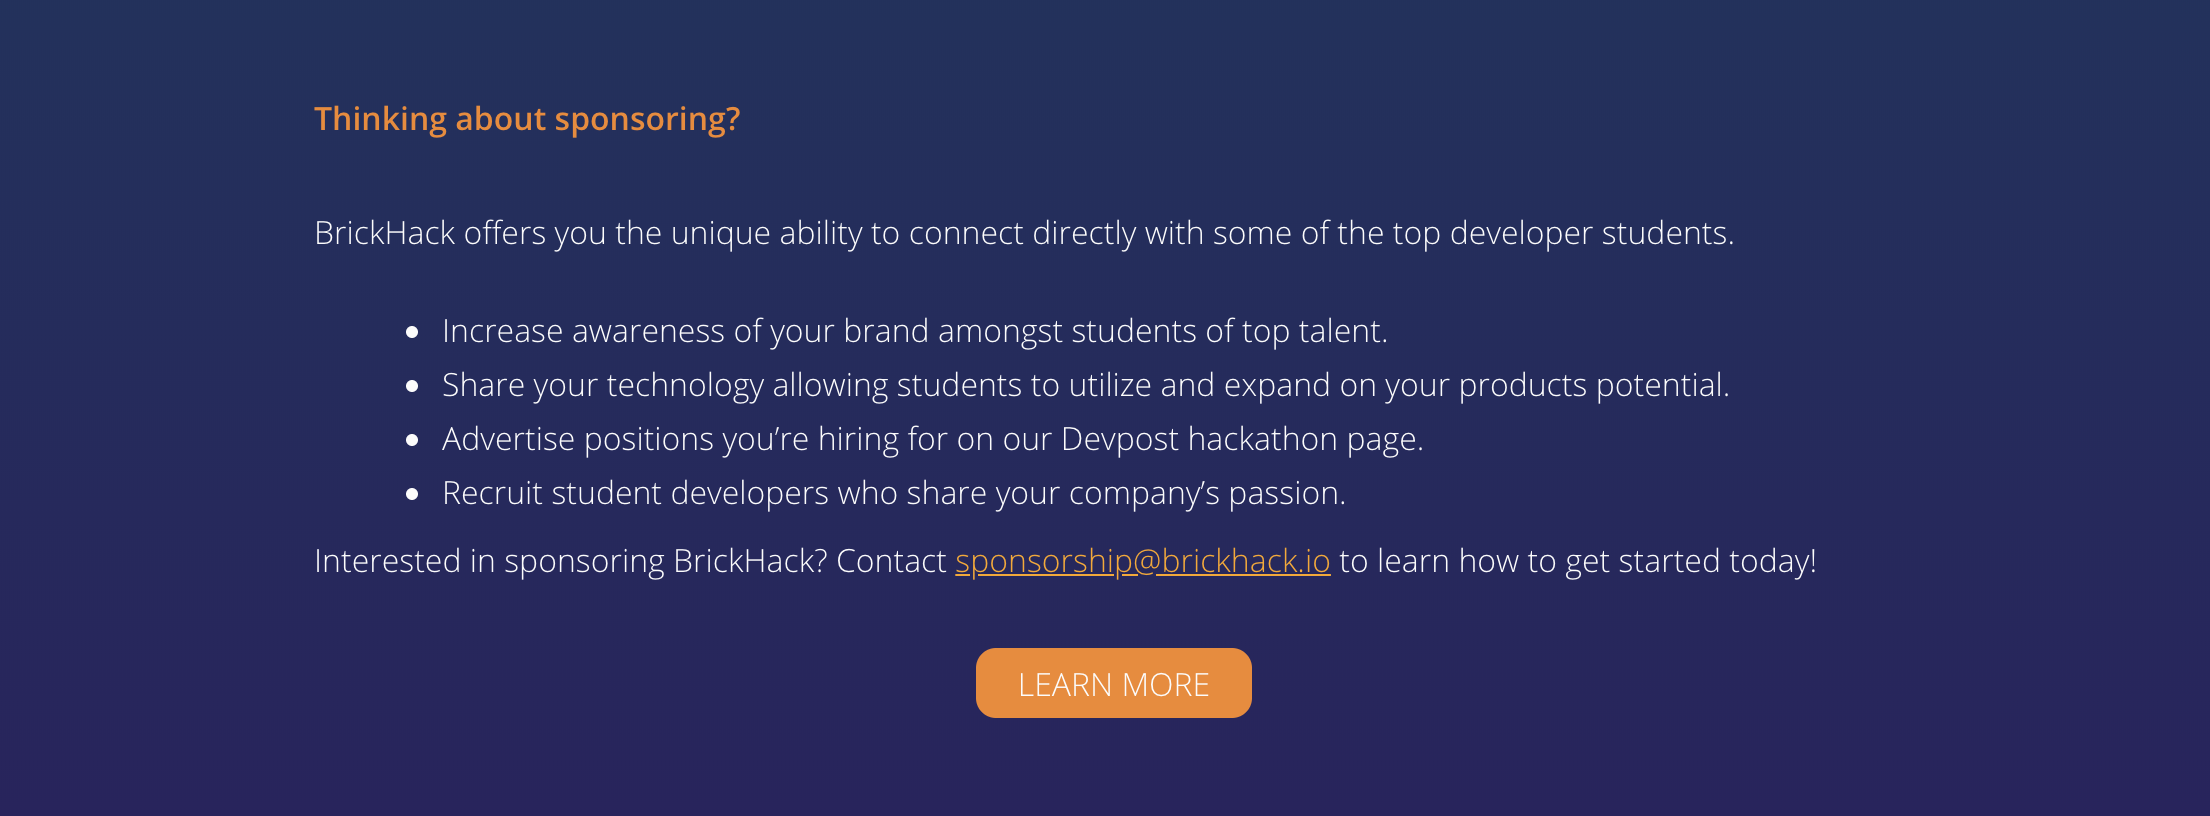 Thinking about sponsoring?
BrickHack offers you the unique ability to connect directly with some of the top developer students.
• Increase awareness of your brand amongst students of top talent.
• Share your technology allowing students to utilize and expand on your products potential.
• Advertise positions you’re hiring for on our Devpost hackathon page.
• Recruit student developers who share your company’s passion.
Interested in sponsoring BrickHack? Contact sponsorship@brickhack.io to learn how to get started today!
LEARN MORE